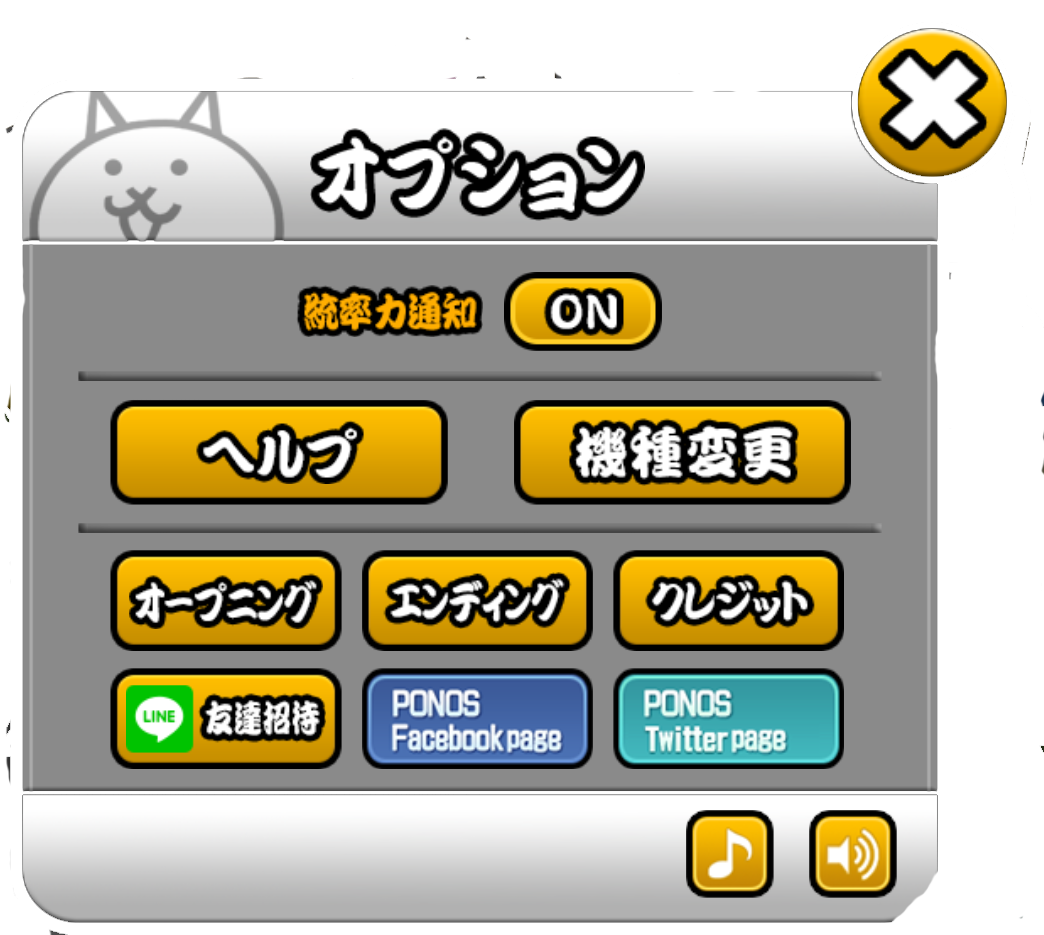 オプション
統率力通知 ON
ヘルプ 機種変更
オープニング エンディング クレジット
LINE 友達招待
PONOS
Facebook page
PONOS
Twitter page